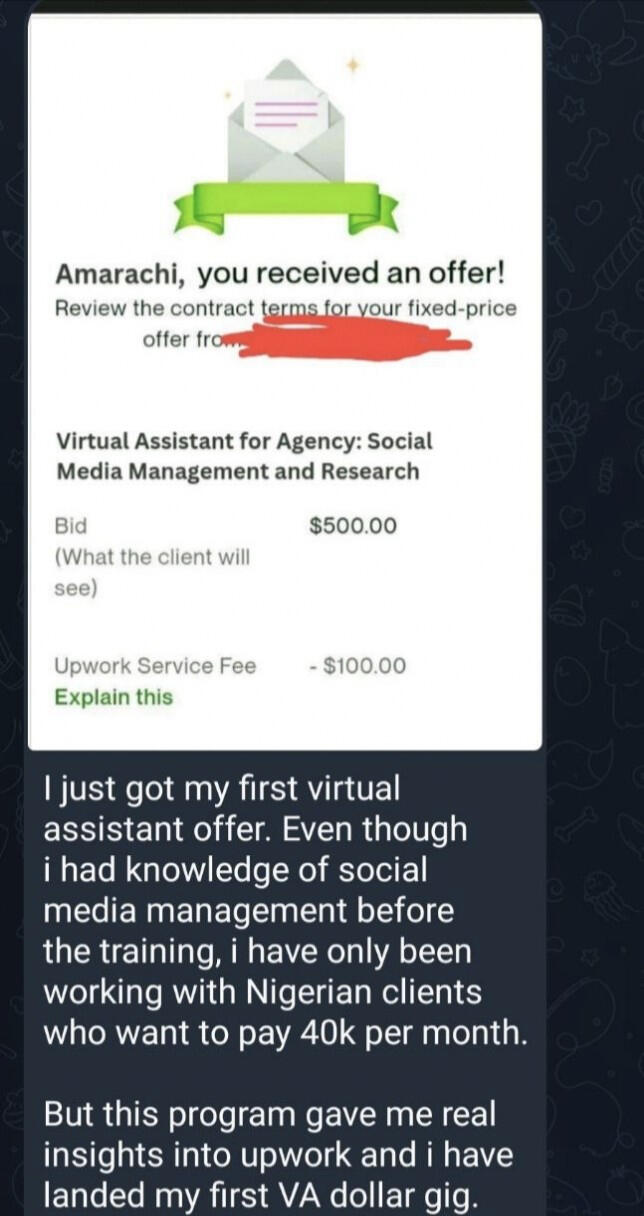 Amarachi, you received an offer!
Review the contract terms for your fixed-price
offer from
Virtual Assistant for Agency: Social
Media Management and Research
Bid $500.00
(What the client will
see)
Upwork Service Fee - $100.00
Explain this
I just got my first virtual
assistant offer. Even though
i had knowledge of social
media management before
the training, i have only been
working with Nigerian clients
who want to pay 40k per month.
But this program gave me real
insights into upwork and i have
landed my first VA dollar gig.